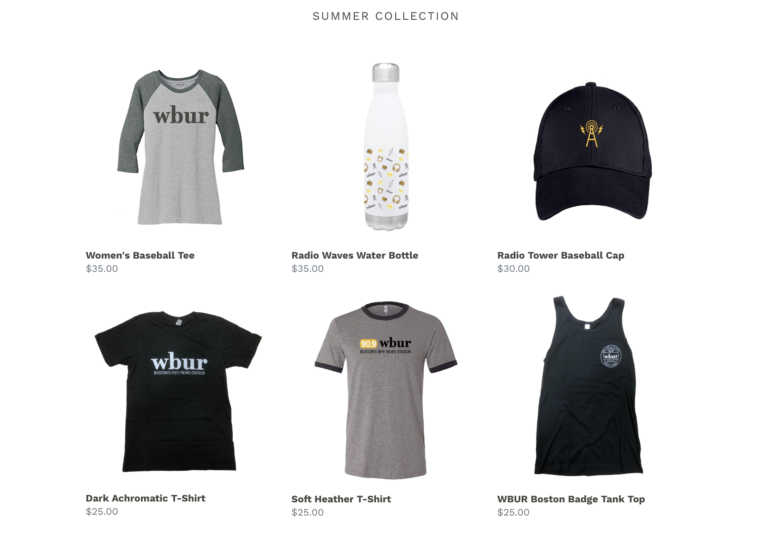 SUMMER COLLECTION
wbur
Women's Baseball Tee
$35.00
Radio Waves Water Bottle
$35.00
Radio Tower Baseball Cap
$30.00
wbur
BOSTON'S NPR NEWS STATION
90.9 wbur
BOSTON'S NPR NEWS STATION
wbur
Dark Achromatic T-Shirt
$25.00
Soft Heather T-Shirt
$25.00
WBUR Boston Badge Tank Top
$25.00